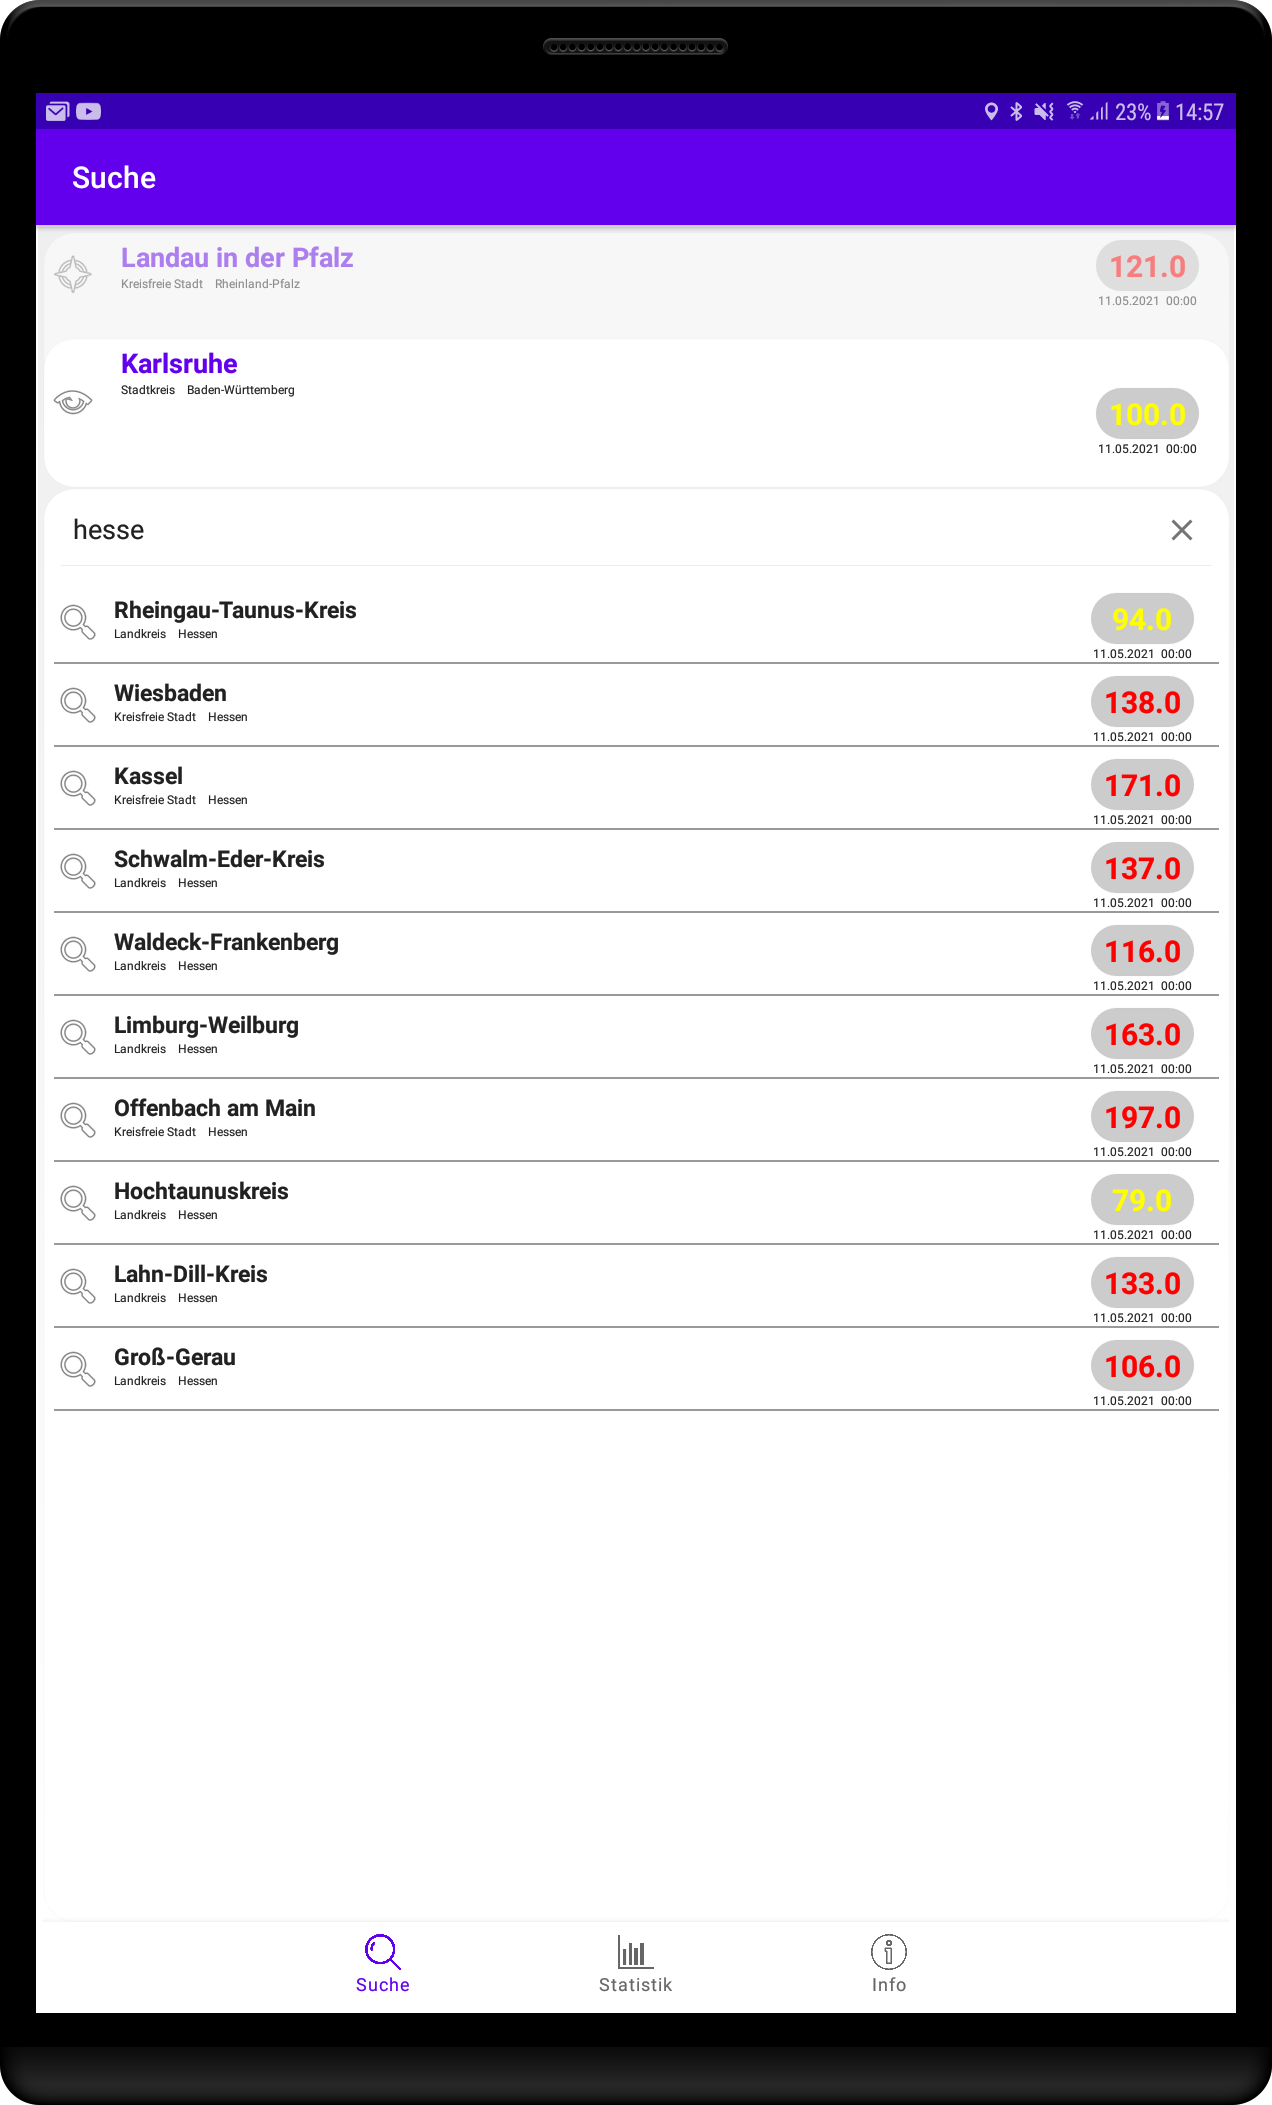 23% 14:57
Suche
Landau in der Pfalz
Kreisfreie Stadt Rheinland-Pfalz
121.0
11.05.2021 00:00
Karlsruhe
Stadtkreis Baden-Württemberg
100.0
11.05.2021 00:00
hesse
Rheingau-Taunus-Kreis
Landkreis Hessen
94.0
11.05.2021 00:00
Wiesbaden
Kreisfreie Stadt Hessen
138.0
11.05.2021 00:00
Kassel
Kreisfreie Stadt Hessen
171.0
11.05.2021 00:00
Schwalm-Eder-Kreis
Landkreis Hessen
137.0
11.05.2021 00:00
Waldeck-Frankenberg
Landkreis Hessen
116.0
11.05.2021 00:00
Limburg-Weilburg
Landkreis Hessen
163.0
11.05.2021 00:00
Offenbach am Main
Kreisfreie Stadt Hessen
197.0
11.05.2021 00:00
Hochtaunuskreis
Landkreis Hessen
79.0
11.05.2021 00:00
Lahn-Dill-Kreis
Landkreis Hessen
133.0
11.05.2021 00:00
Groß-Gerau
Landkreis Hessen
106.0
11.05.2021 00:00
Suche Statistik Info